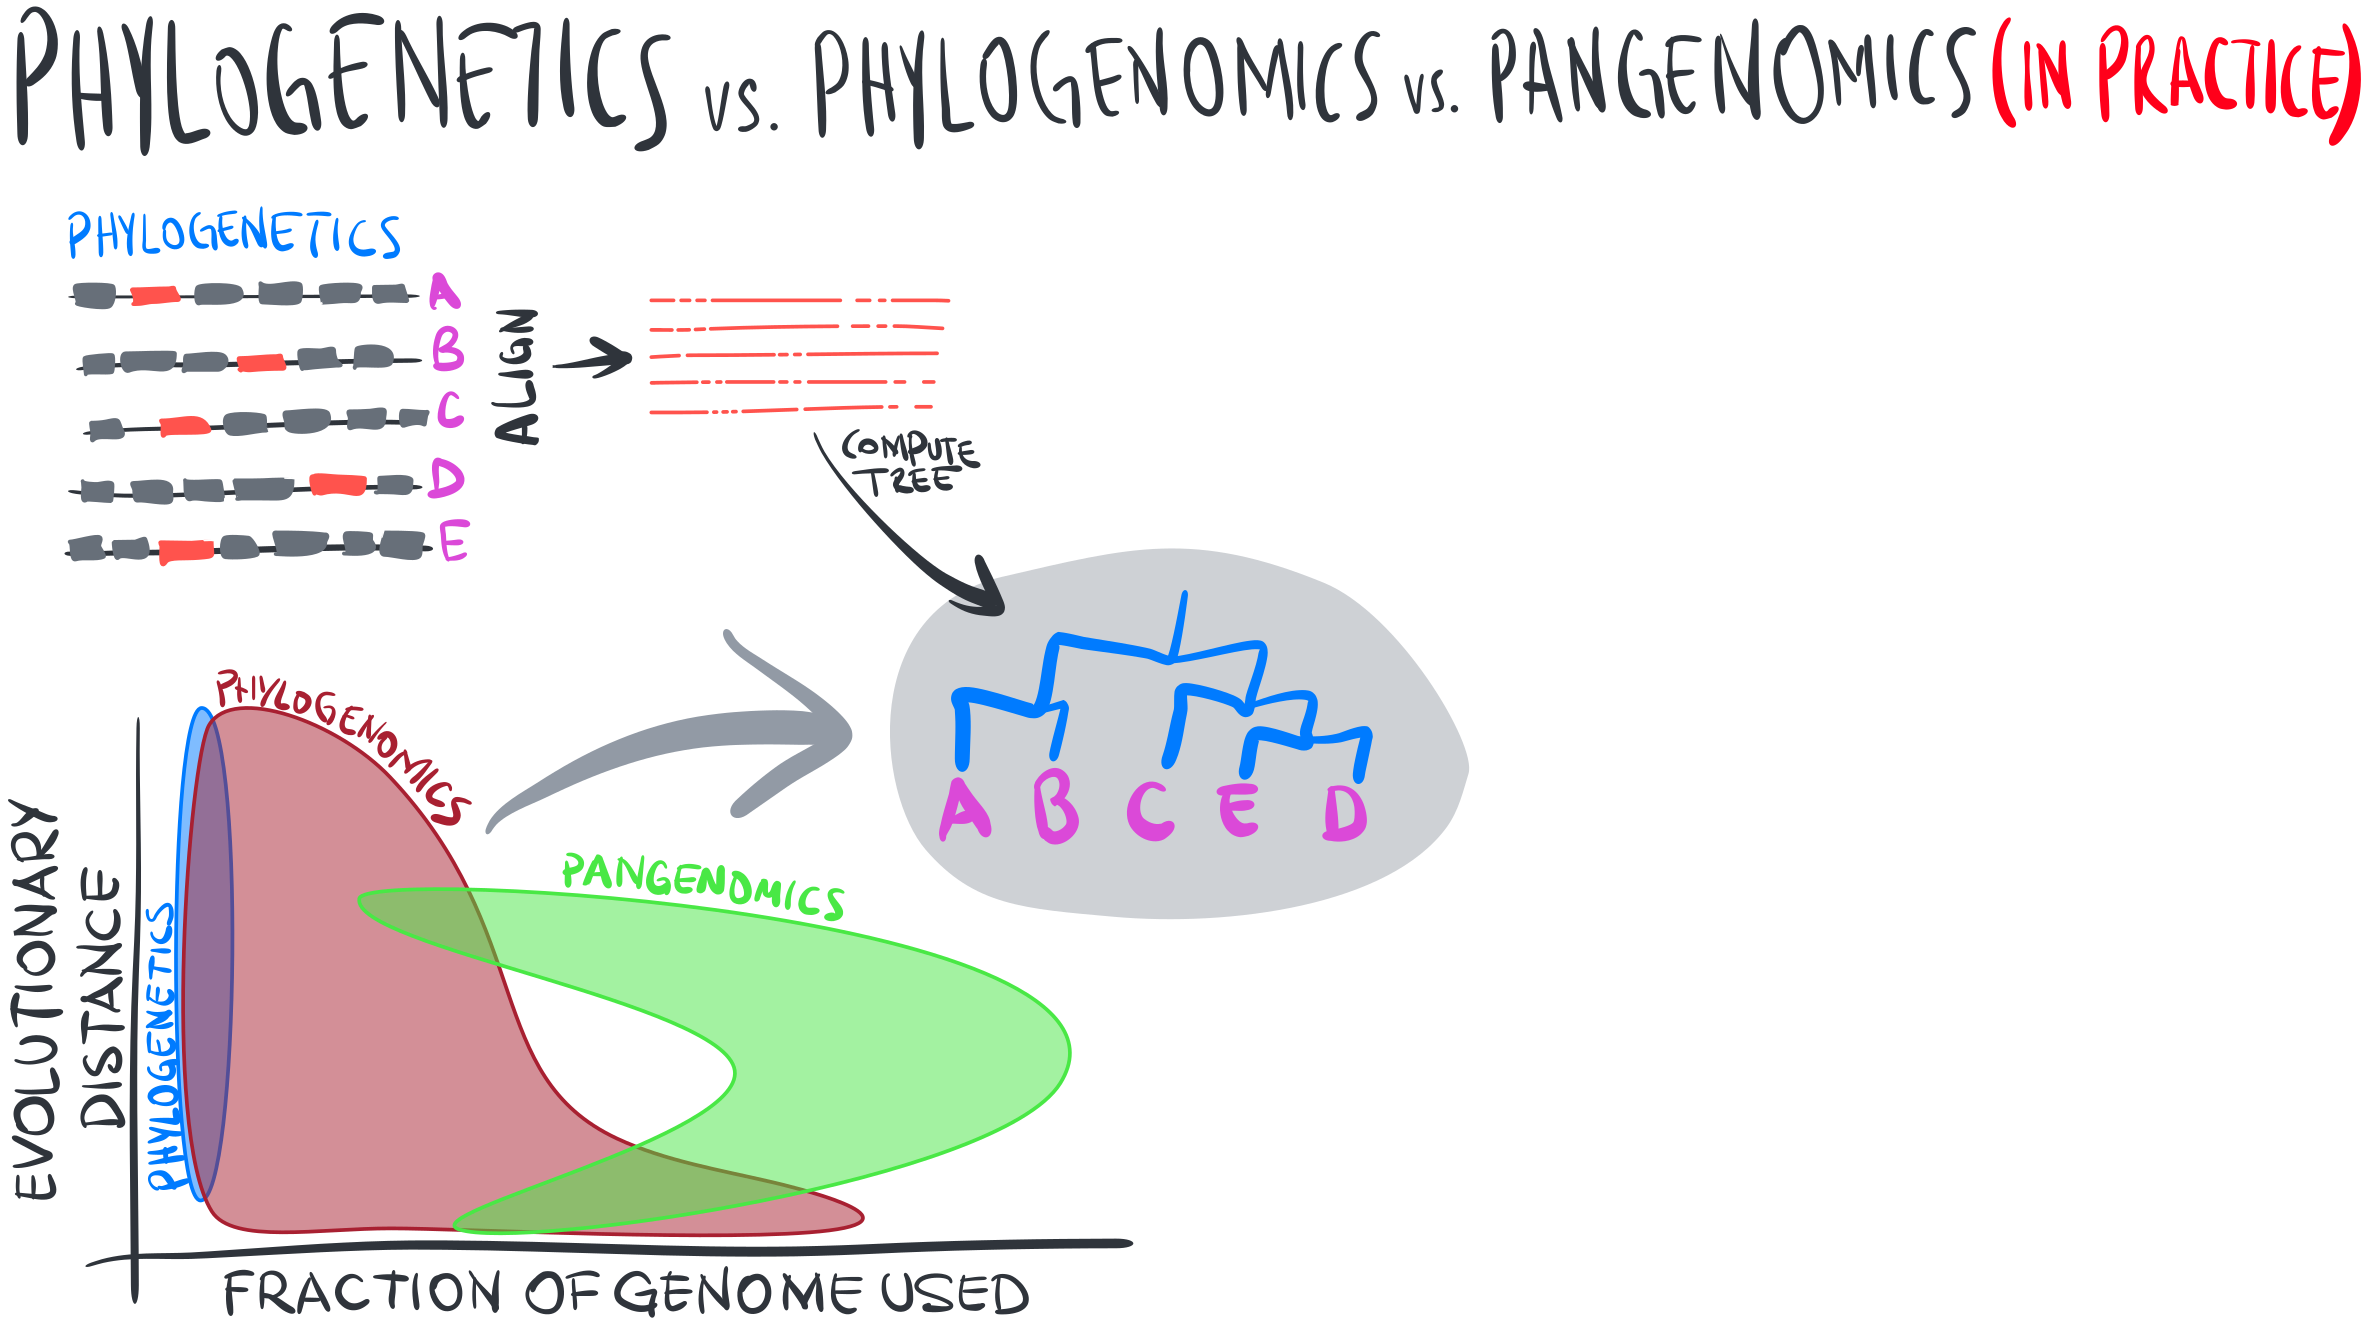 PHYLOGENETICS vs. PHYLOGENOMICS vs. PANGENOMICS (IN PRACTICE)
PHYLOGENETICS
A
B
C
D
E
ALIGN
COMPUTE
TREE
A B C E D
EVOLUTIONARY
DISTANCE
PHYLOGENETICS
PHYLOGENOMICS
PANGENOMICS
FRACTION OF GENOME USED